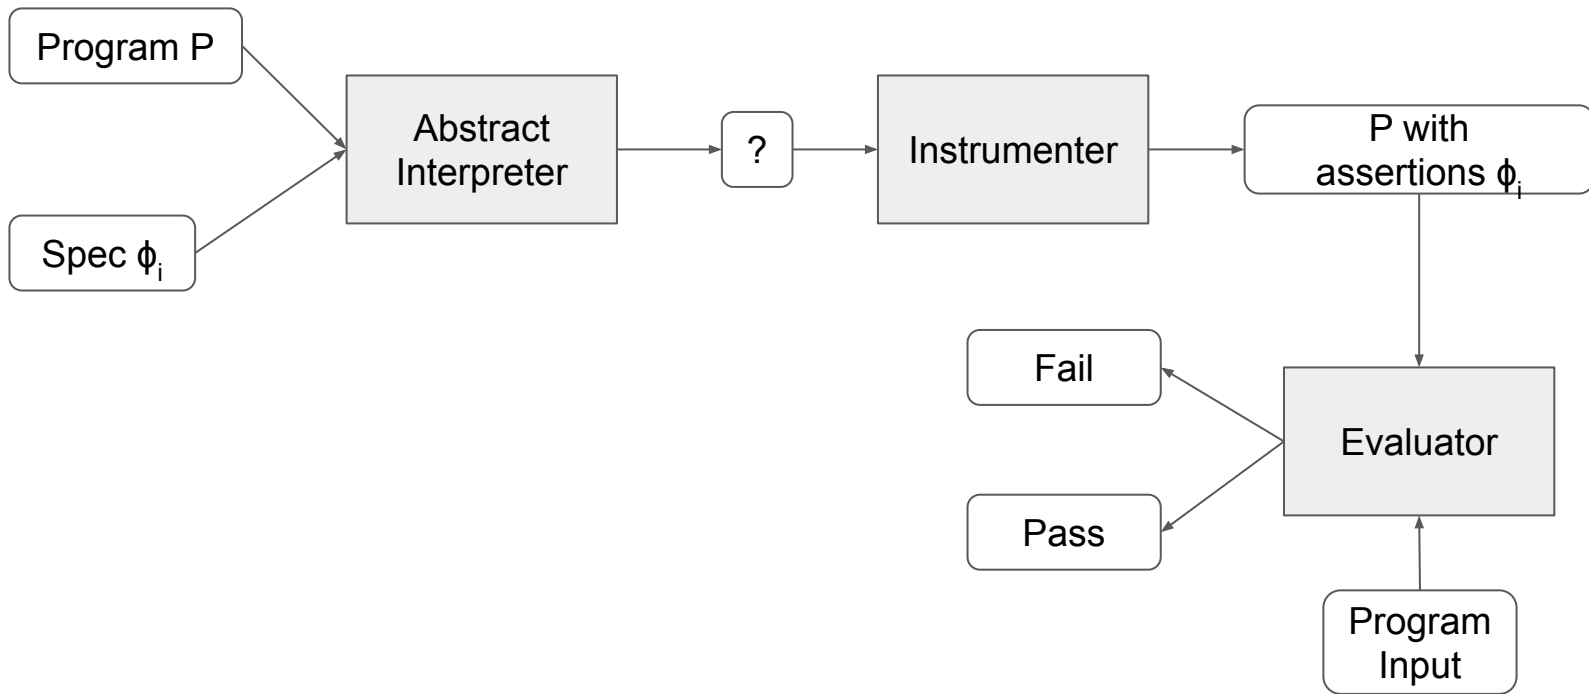 Program P
Abstract
Interpreter
?
Instrumenter
P with
assertions ϕᵢ
Spec ϕᵢ
Fail
Evaluator
Pass
Program
Input